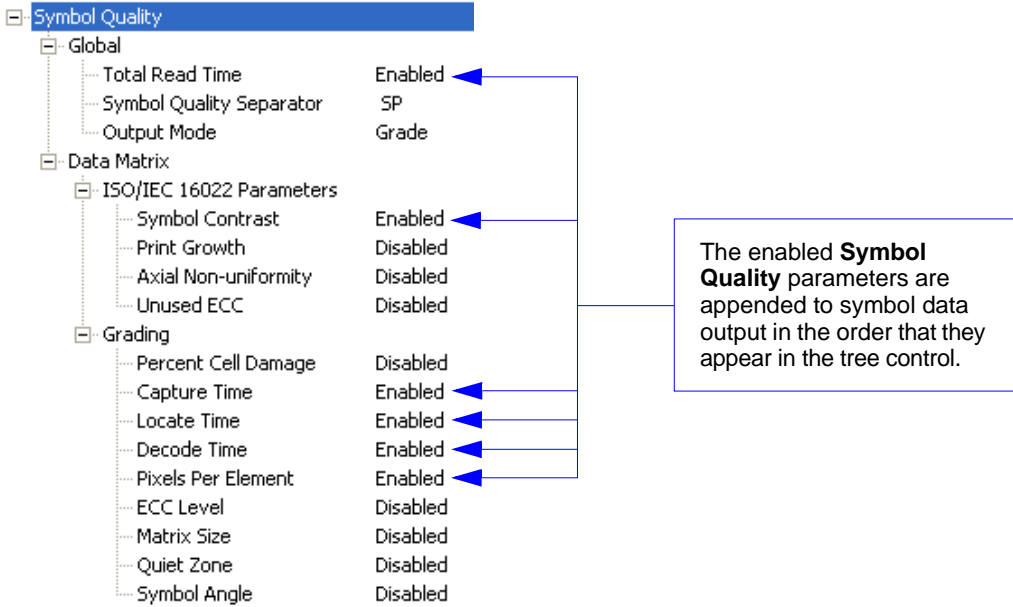 Symbol Quality
Global
Total Read Time Enabled
Symbol Quality Separator SP
Output Mode Grade
Data Matrix
ISO/IEC 16022 Parameters
Symbol Contrast Enabled
Print Growth Disabled
Axial Non-uniformity Disabled
Unused ECC Disabled
Grading
Percent Cell Damage Disabled
Capture Time Enabled
Locate Time Enabled
Decode Time Enabled
Pixels Per Element Enabled
ECC Level Disabled
Matrix Size Disabled
Quiet Zone Disabled
Symbol Angle Disabled
The enabled Symbol
Quality parameters are
appended to symbol data
output in the order that they
appear in the tree control.